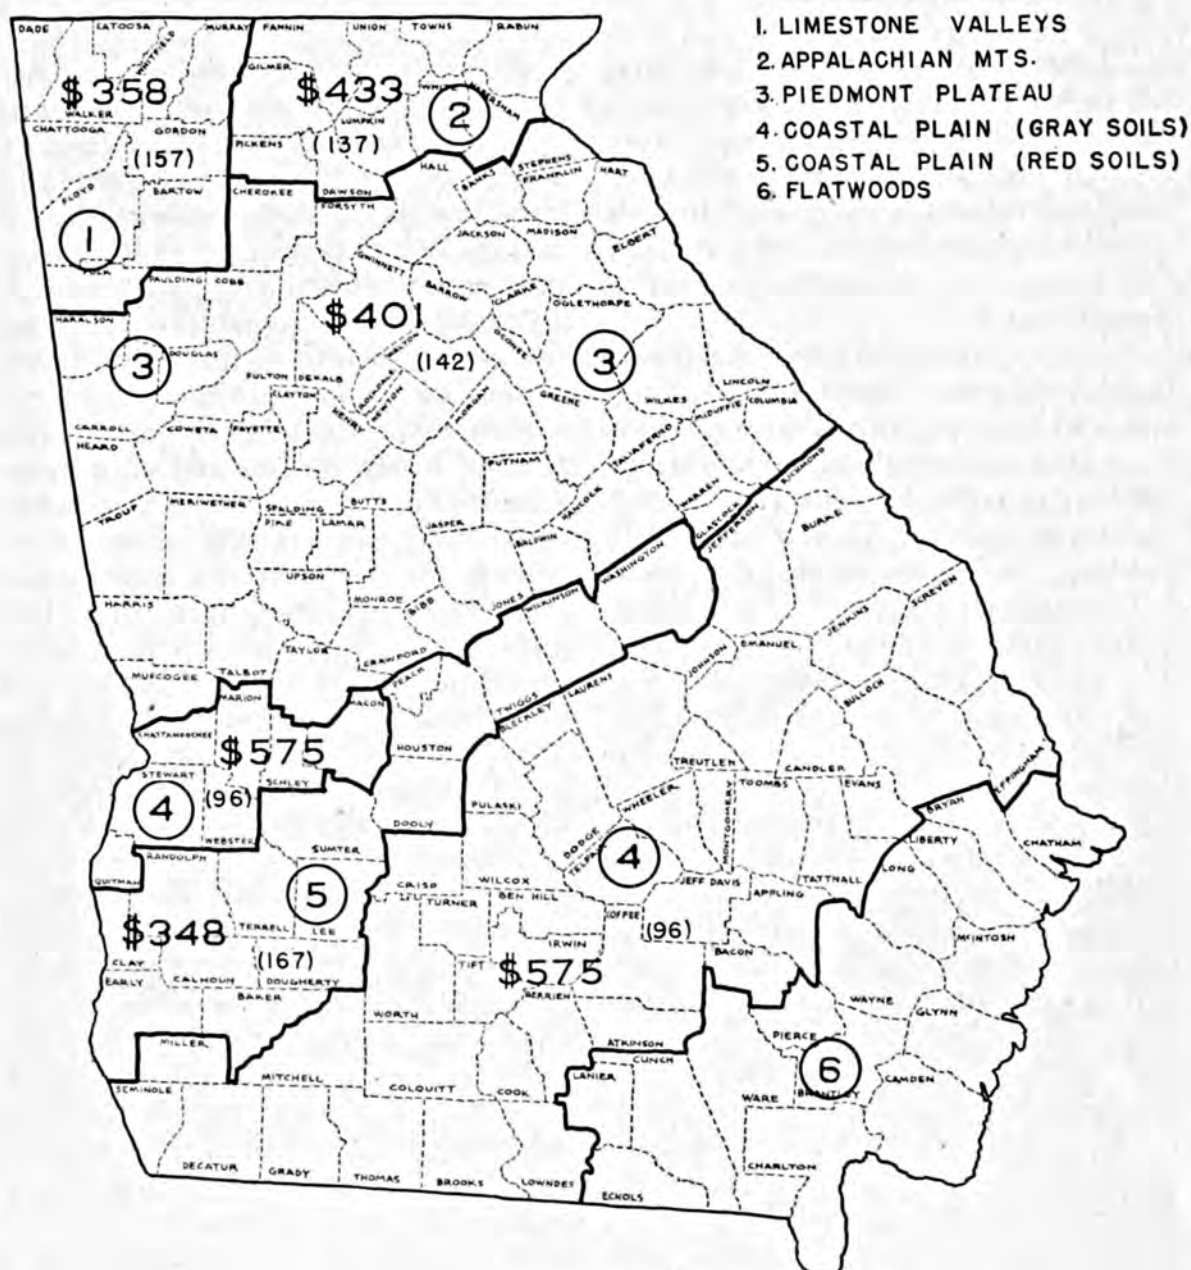 1. LIMESTONE VALLEYS
2. APPALACHIAN MTS.
3. PIEDMONT PLATEAU
4. COASTAL PLAIN (GRAY SOILS)
5. COASTAL PLAIN (RED SOILS)
6. FLATWOODS
DADE CATOOSA WHITFIELD MURRAY FANNIN UNION TOWNS RABUN
GILMER
$358 $433
WALKER LUMPKIN 2
CHATTOOGA GORDON PICKENS (137) HALL
(157) BANKS STEPHENS FRANKLIN HART
FLOYD BARTOW CHEROKEE DAWSON
FORSYTH
1 JACKSON MADISON ELBERT
POLK PAULDING COBB BARROW CLARKE OGLETHORPE
HARALSON $401 OCONEE
3 DOUGLAS (142) 3
FULTON DEKALB LINCOLN
CLAYTON HENRY NEWTON MORGAN GREENE WILKES MCDUFFIE COLUMBIA
CARROLL COWETA FAYETTE TALIAFERRO
HEARD PUTNAM RICHMOND
TROUP MERIWETHER SPALDING BUTTS JASPER HANCOCK WARREN GLASCOCK JEFFERSON BURKE
PIKE LAMAR BALDWIN
UPSON WASHINGTON
HARRIS MONROE BIBB JONES WILKINSON JENKINS SCREVEN
TAYLOR CRAWFORD JOHNSON EMANUEL
MUSCOGEE TALBOT PEACH
MARION MACON TWIGGS LAURENS BULLOCK
CHATTAHOOCHEE BLECKLEY
$575 HOUSTON
STEWART SCHLEY TREUTLEN CANDLER EFFINGHAM
4 (96) PULASKI WHEELER MONTGOMERY TOOMBS EVANS BRYAN
WEBSTER DOOLY DODGE LIBERTY CHATHAM
RANDOLPH SUMTER TELFAIR 4 LONG
QUITMAN 5 CRISP WILCOX JEFF DAVIS APPLING TATTNALL
TURNER BEN HILL COFFEE
$348 TERRELL LEE IRWIN (96) MCINTOSH
CLAY (167) TIFT $575 BACON
EARLY CALHOUN DOUGHERTY
BAKER BERRIEN WAYNE
WORTH GLYNN
MILLER ATKINSON PIERCE
CLINCH 6
SEMINOLE MITCHELL COLQUITT COOK LANIER WARE BRANTLEY CAMDEN
DECATUR GRADY THOMAS BROOKS LOWNDES ECHOLS CHARLTON